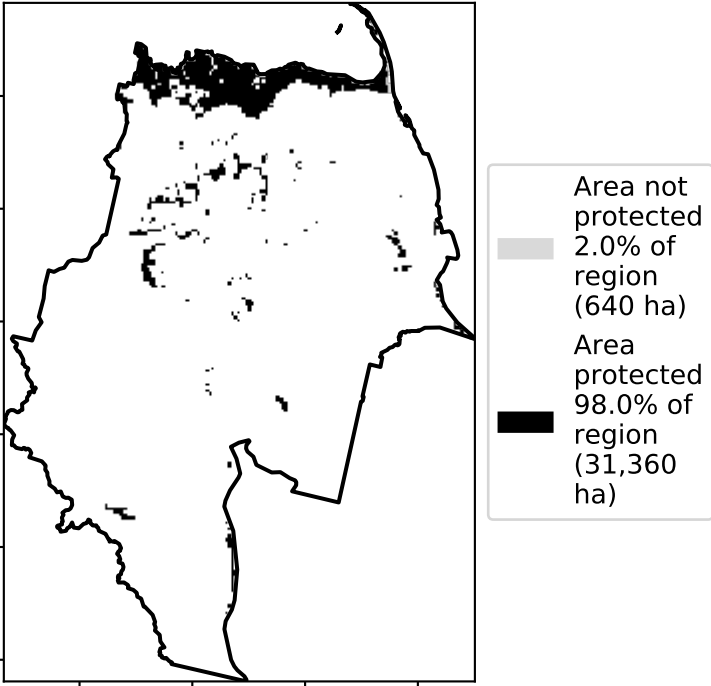 Area not
protected
2.0% of
region
(640 ha)
Area
protected
98.0% of
region
(31,360
ha)